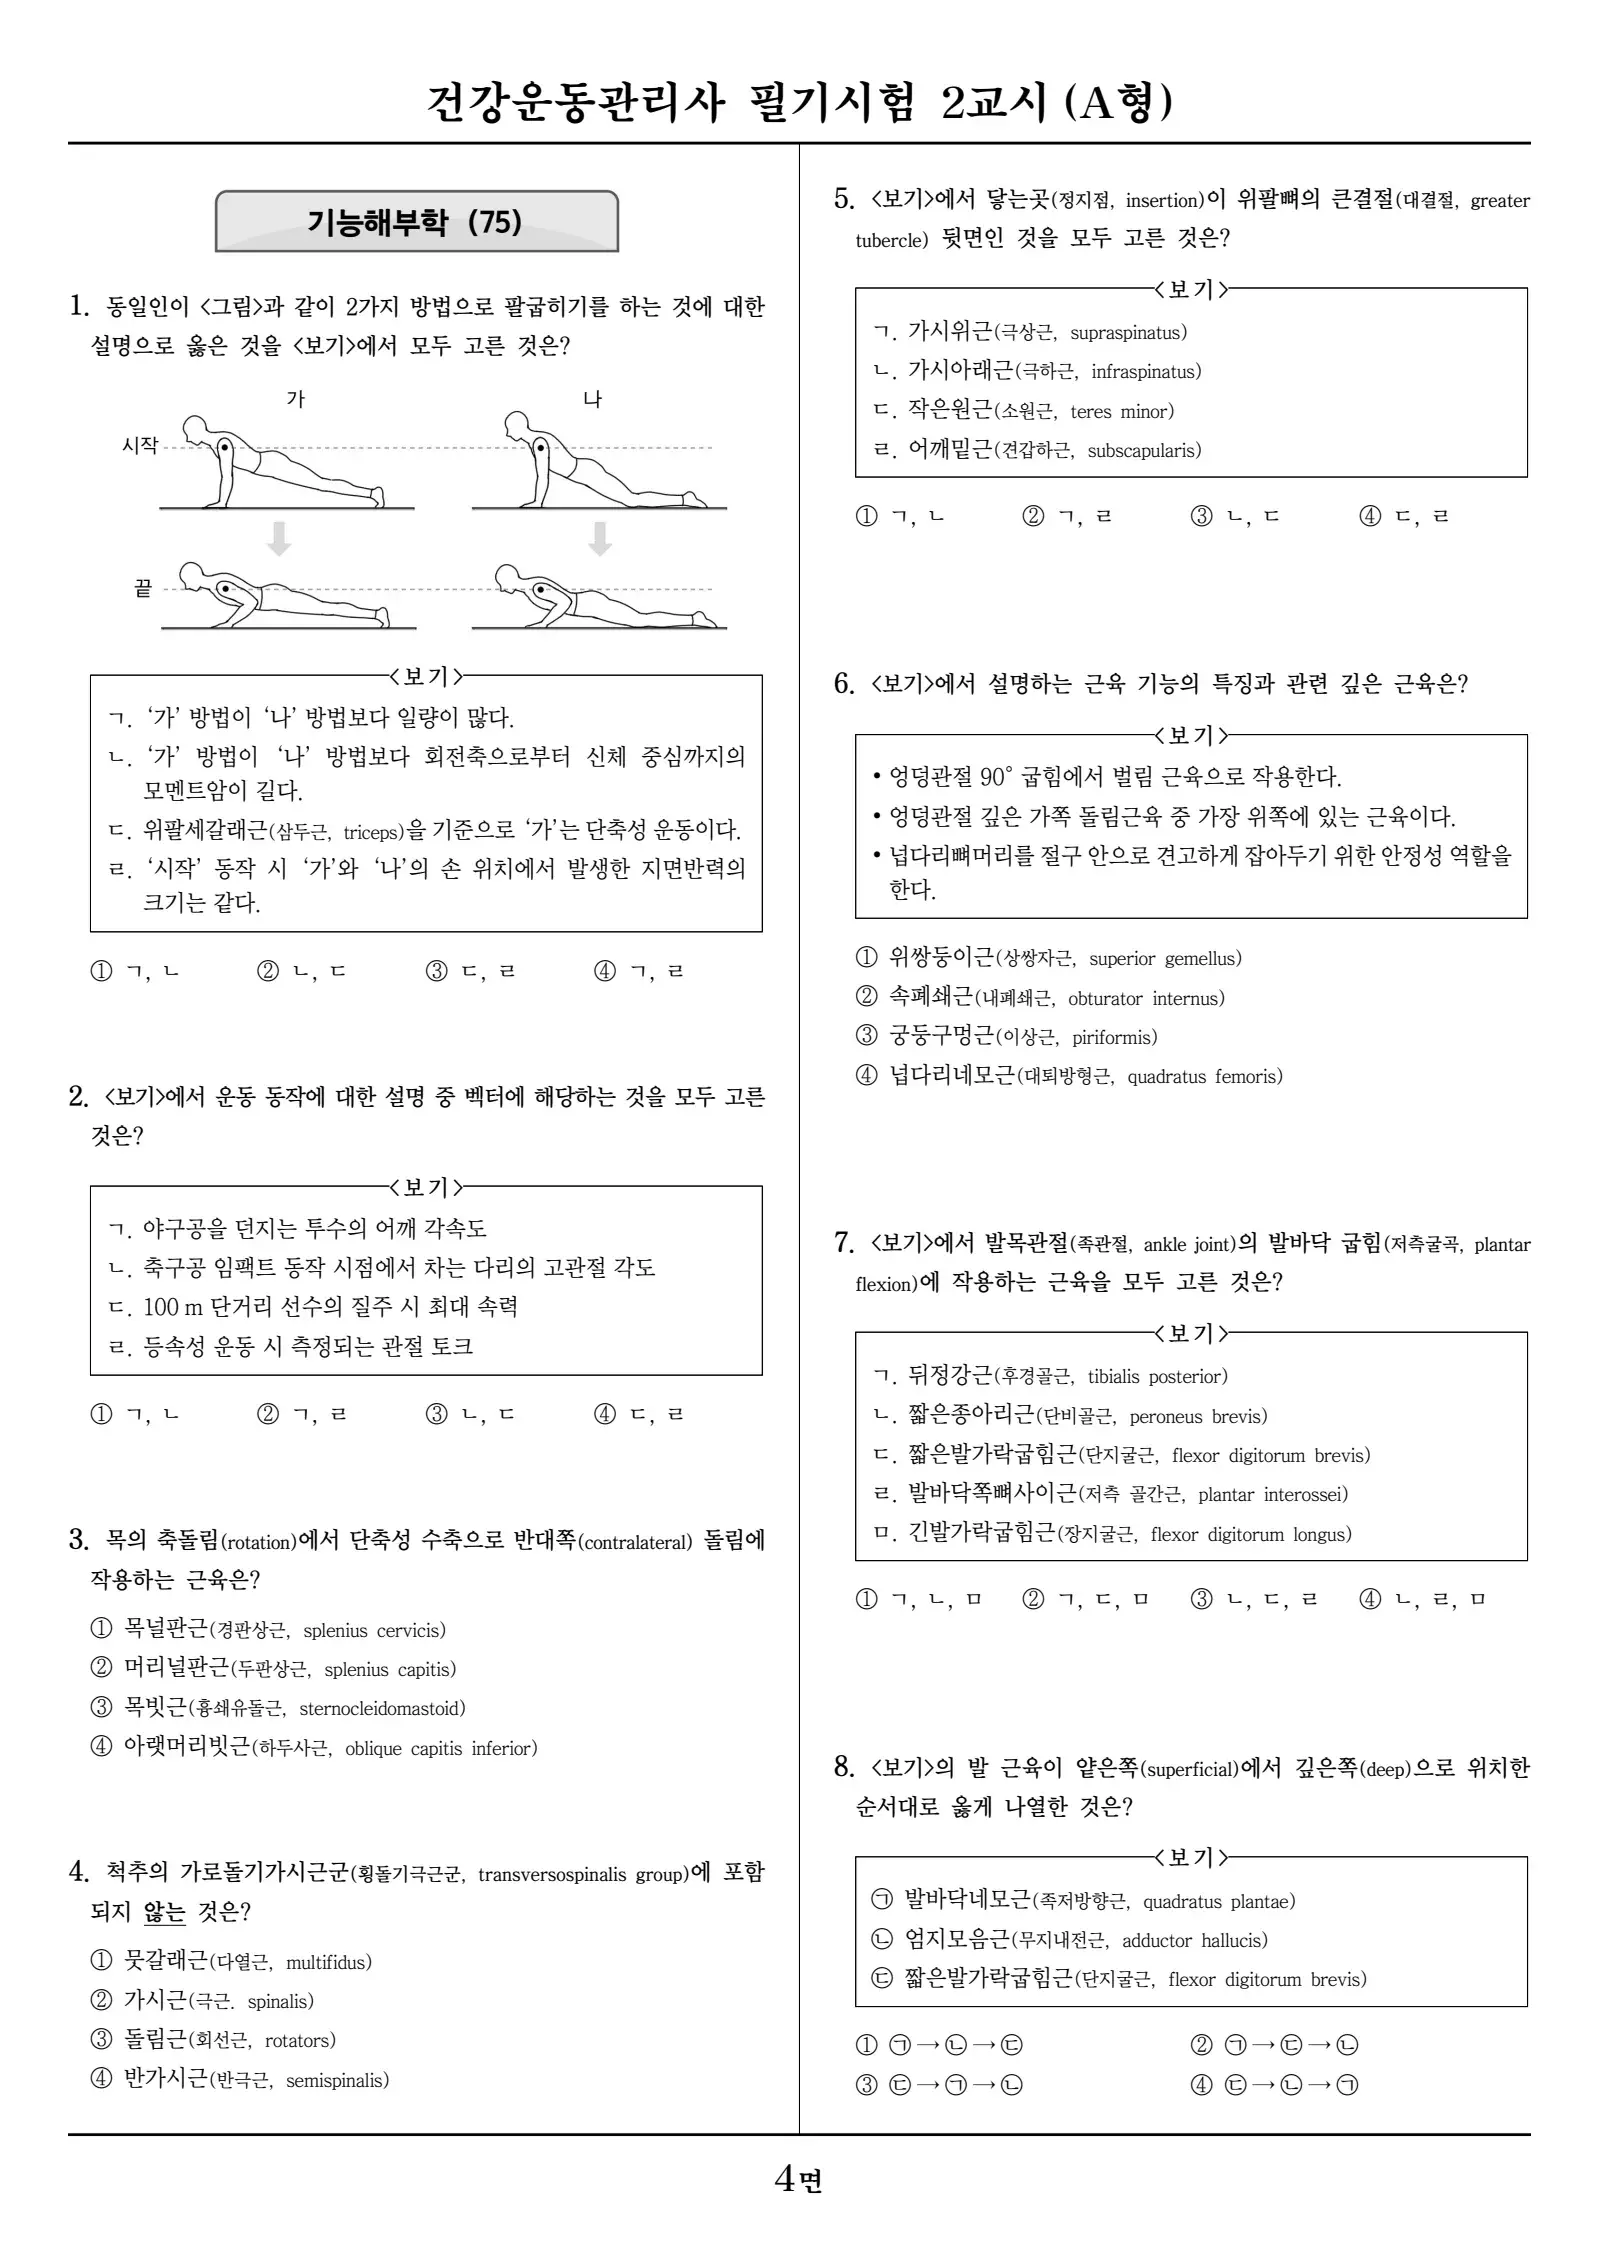 건강운동관리사 필기시험 2교시 (A형)
기능해부학 (75)
1. 동일인이 <그림>과 같이 2가지 방법으로 팔굽히기를 하는 것에 대한
설명으로 옳은 것을 <보기>에서 모두 고른 것은?
가 나
시작
끝
<보기>
ㄱ. ‘가’ 방법이 ‘나’ 방법보다 일량이 많다.
ㄴ. ‘가’ 방법이 ‘나’ 방법보다 회전축으로부터 신체 중심까지의
모멘트암이 길다.
ㄷ. 위팔세갈래근(삼두근, triceps)을 기준으로 ‘가’는 단축성 운동이다.
ㄹ. ‘시작’ 동작 시 ‘가’와 ‘나’의 손 위치에서 발생한 지면반력의
크기는 같다.
① ㄱ, ㄴ ② ㄴ, ㄷ ③ ㄷ, ㄹ ④ ㄱ, ㄹ
2. <보기>에서 운동 동작에 대한 설명 중 벡터에 해당하는 것을 모두 고른
것은?
<보기>
ㄱ. 야구공을 던지는 투수의 어깨 각속도
ㄴ. 축구공 임팩트 동작 시점에서 차는 다리의 고관절 각도
ㄷ. 100 m 단거리 선수의 질주 시 최대 속력
ㄹ. 등속성 운동 시 측정되는 관절 토크
① ㄱ, ㄴ ② ㄱ, ㄹ ③ ㄴ, ㄷ ④ ㄷ, ㄹ
3. 목의 축돌림(rotation)에서 단축성 수축으로 반대쪽(contralateral) 돌림에
작용하는 근육은?
① 목널판근(경판상근, splenius cervicis)
② 머리널판근(두판상근, splenius capitis)
③ 목빗근(흉쇄유돌근, sternocleidomastoid)
④ 아랫머리빗근(하두사근, oblique capitis inferior)
4. 척추의 가로돌기가시근군(횡돌기극근군, transversospinalis group)에 포함
되지 않는 것은?
① 뭇갈래근(다열근, multifidus)
② 가시근(극근. spinalis)
③ 돌림근(회선근, rotators)
④ 반가시근(반극근, semispinalis)
5. <보기>에서 닿는곳(정지점, insertion)이 위팔뼈의 큰결절(대결절, greater
tubercle) 뒷면인 것을 모두 고른 것은?
<보기>
ㄱ. 가시위근(극상근, supraspinatus)
ㄴ. 가시아래근(극하근, infraspinatus)
ㄷ. 작은원근(소원근, teres minor)
ㄹ. 어깨밑근(견갑하근, subscapularis)
① ㄱ, ㄴ ② ㄱ, ㄹ ③ ㄴ, ㄷ ④ ㄷ, ㄹ
6. <보기>에서 설명하는 근육 기능의 특징과 관련 깊은 근육은?
<보기>
• 엉덩관절 90° 굽힘에서 벌림 근육으로 작용한다.
• 엉덩관절 깊은 가쪽 돌림근육 중 가장 위쪽에 있는 근육이다.
• 넙다리뼈머리를 절구 안으로 견고하게 잡아두기 위한 안정성 역할을
한다.
① 위쌍둥이근(상쌍자근, superior gemellus)
② 속폐쇄근(내폐쇄근, obturator internus)
③ 궁둥구멍근(이상근, piriformis)
④ 넙다리네모근(대퇴방형근, quadratus femoris)
7. <보기>에서 발목관절(족관절, ankle joint)의 발바닥 굽힘(저측굴곡, plantar
flexion)에 작용하는 근육을 모두 고른 것은?
<보기>
ㄱ. 뒤정강근(후경골근, tibialis posterior)
ㄴ. 짧은종아리근(단비골근, peroneus brevis)
ㄷ. 짧은발가락굽힘근(단지굴근, flexor digitorum brevis)
ㄹ. 발바닥쪽뼈사이근(저측 골간근, plantar interossei)
ㅁ. 긴발가락굽힘근(장지굴근, flexor digitorum longus)
① ㄱ, ㄴ, ㅁ ② ㄱ, ㄷ, ㅁ ③ ㄴ, ㄷ, ㄹ ④ ㄴ, ㄹ, ㅁ
8. <보기>의 발 근육이 얕은쪽(superficial)에서 깊은쪽(deep)으로 위치한
순서대로 옳게 나열한 것은?
<보기>
㉠ 발바닥네모근(족저방향근, quadratus plantae)
㉡ 엄지모음근(무지내전근, adductor hallucis)
㉢ 짧은발가락굽힘근(단지굴근, flexor digitorum brevis)
① ㉠→㉡→㉢ ② ㉠→㉢→㉡
③ ㉢→㉠→㉡ ④ ㉢→㉡→㉠
4면